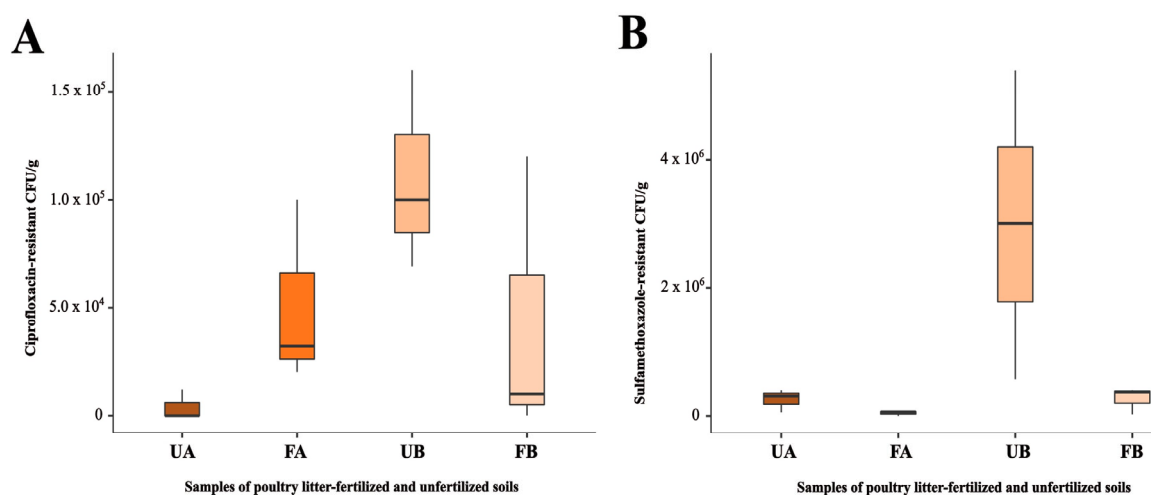 A
Ciprofloxacin-resistant CFU/g
1.5 x 10⁵
1.0 x 10⁵
5.0 x 10⁴
0
UA FA UB FB
Samples of poultry litter-fertilized and unfertilized soils
B
Sulfamethoxazole-resistant CFU/g
4 x 10⁶
2 x 10⁶
0
UA FA UB FB
Samples of poultry litter-fertilized and unfertilized soils